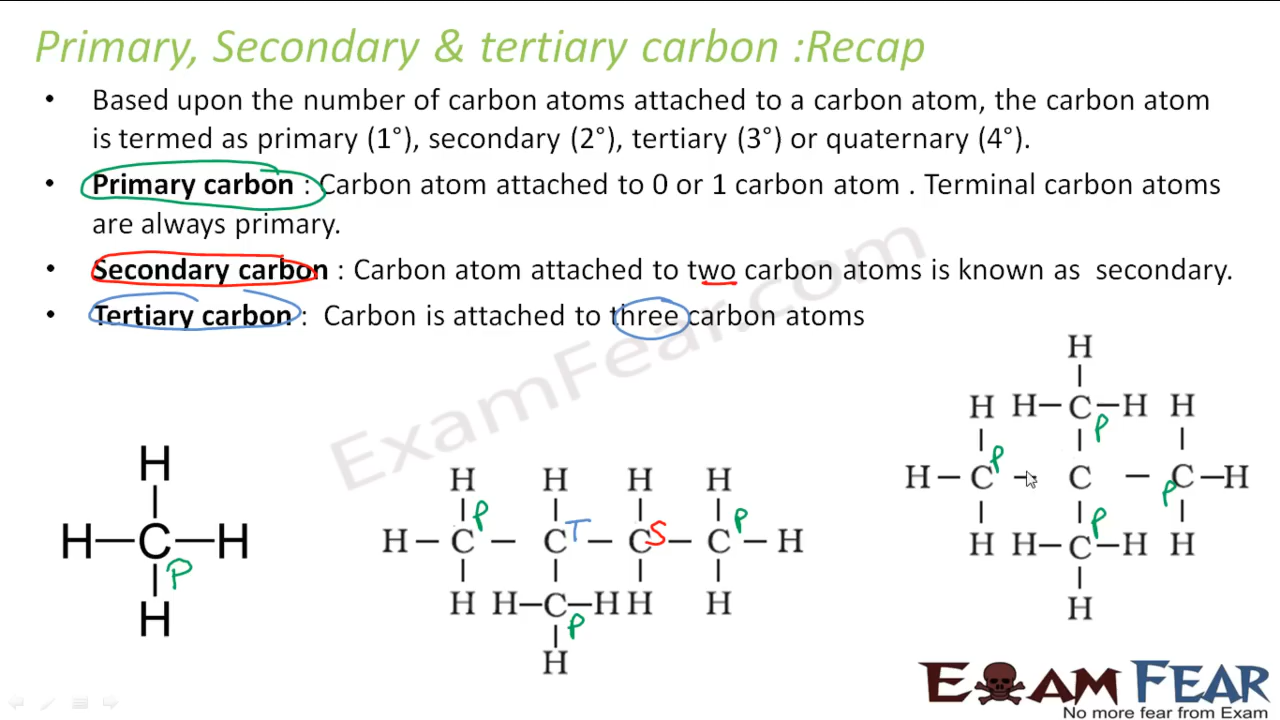 Primary, Secondary & tertiary carbon :Recap
• Based upon the number of carbon atoms attached to a carbon atom, the carbon atom
is termed as primary (1°), secondary (2°), tertiary (3°) or quaternary (4°).
• Primary carbon : Carbon atom attached to 0 or 1 carbon atom . Terminal carbon atoms
are always primary.
• Secondary carbon : Carbon atom attached to two carbon atoms is known as secondary.
• Tertiary carbon : Carbon is attached to three carbon atoms
ExamFear.com
H
H–C–H
P
H
H H H H
P T S P
H – C – C – C – C – H
H H–C–H H H
P
H
H
H H–C–H H
P
P
H – C – C – C–H
P
P
H H–C–H H
H
EXAM FEAR
No more fear from Exam